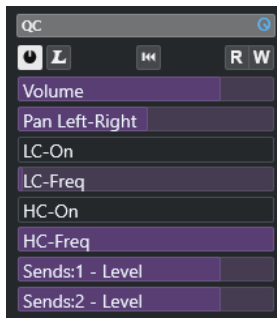 QC
L R W
Volume
Pan Left-Right
LC-On
LC-Freq
HC-On
HC-Freq
Sends:1 - Level
Sends:2 - Level